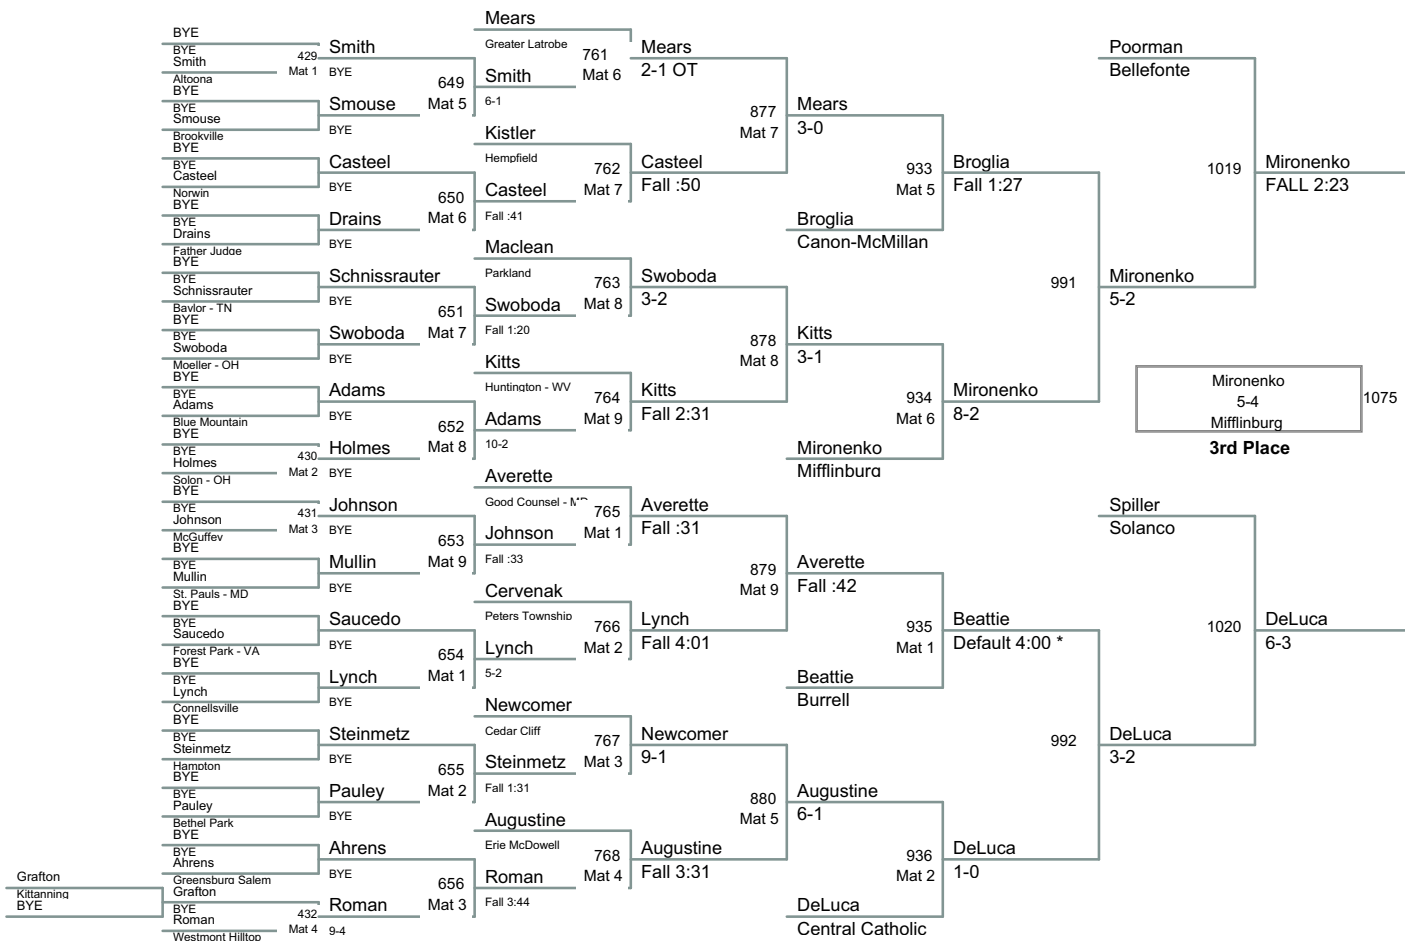 BYE
BYE
Smith
Altoona
BYE
BYE
Smouse
Brookville
BYE
BYE
Casteel
Norwin
BYE
BYE
Drains
Father Judge
BYE
BYE
Schnissrauter
Baylor - TN
BYE
BYE
Swoboda
Moeller - OH
BYE
BYE
Adams
Blue Mountain
BYE
BYE
Holmes
Solon - OH
BYE
BYE
Johnson
McGuffey
BYE
BYE
Mullin
St. Pauls - MD
BYE
BYE
Saucedo
Forest Park - VA
BYE
BYE
Lynch
Connellsville
BYE
BYE
Steinmetz
Hampton
BYE
BYE
Pauley
Bethel Park
BYE
BYE
Ahrens
Greensburg Salem
Grafton
Kittanning
BYE
Grafton
BYE
Roman
Westmont Hilltop
429
Mat 1
430
Mat 2
431
Mat 3
432
Mat 4
Smith
BYE
Smouse
BYE
Casteel
BYE
Drains
BYE
Schnissrauter
BYE
Swoboda
BYE
Adams
BYE
Holmes
BYE
Johnson
BYE
Mullin
BYE
Saucedo
BYE
Lynch
BYE
Steinmetz
BYE
Pauley
BYE
Ahrens
BYE
Roman
9-4
649
Mat 5
650
Mat 6
651
Mat 7
652
Mat 8
653
Mat 9
654
Mat 1
655
Mat 2
656
Mat 3
Mears
Greater Latrobe
Smith
6-1
Kistler
Hempfield
Casteel
Fall :41
Maclean
Parkland
Swoboda
Fall 1:20
Kitts
Huntington - WV
Adams
10-2
Averette
Good Counsel - MD
Johnson
Fall :33
Cervenak
Peters Township
Lynch
5-2
Newcomer
Cedar Cliff
Steinmetz
Fall 1:31
Augustine
Erie McDowell
Roman
Fall 3:44
761
Mat 6
762
Mat 7
763
Mat 8
764
Mat 9
765
Mat 1
766
Mat 2
767
Mat 3
768
Mat 4
Mears
2-1 OT
Casteel
Fall :50
Swoboda
3-2
Kitts
Fall 2:31
Averette
Fall :31
Lynch
Fall 4:01
Newcomer
9-1
Augustine
Fall 3:31
877
Mat 7
878
Mat 8
879
Mat 9
880
Mat 5
Mears
3-0
Broglia
Canon-McMillan
Kitts
3-1
Mironenko
Mifflinburg
Averette
Fall :42
Beattie
Burrell
Augustine
6-1
DeLuca
Central Catholic
933
Mat 5
934
Mat 6
935
Mat 1
936
Mat 2
Broglia
Fall 1:27
Mironenko
8-2
Beattie
Default 4:00 *
DeLuca
1-0
991
992
Poorman
Bellefonte
Mironenko
5-2
Spiller
Solanco
DeLuca
3-2
1019
1020
Mironenko
FALL 2:23
DeLuca
6-3
Mironenko
5-4
Mifflinburg
1075
3rd Place